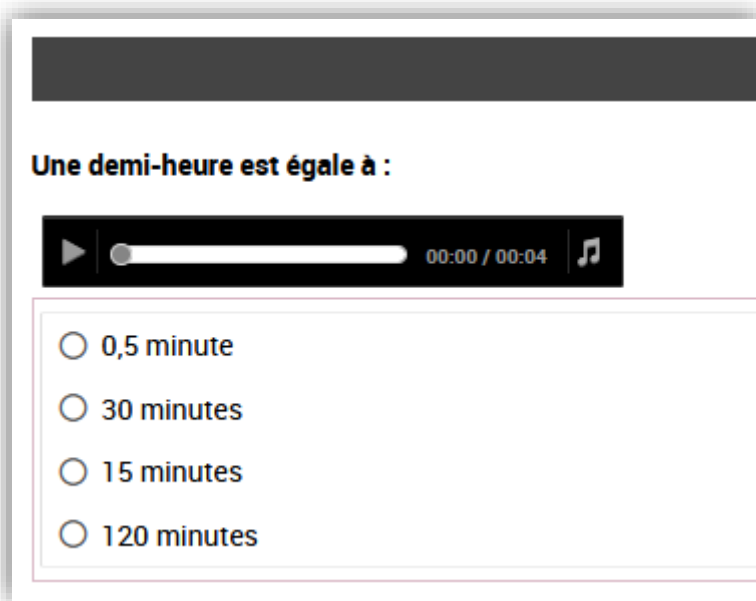 Une demi-heure est égale à :
00:00 / 00:04
0,5 minute
30 minutes
15 minutes
120 minutes